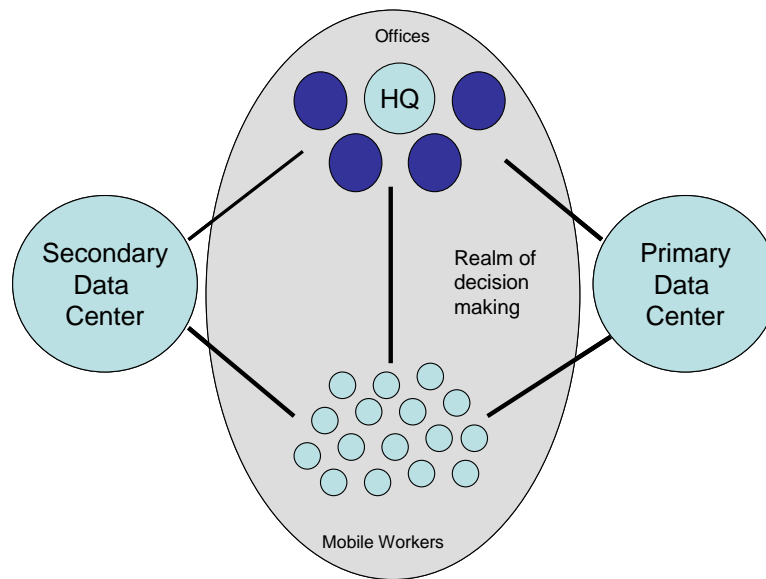 Offices
HQ
Secondary
Data
Center
Realm of
decision
making
Primary
Data
Center
Mobile Workers